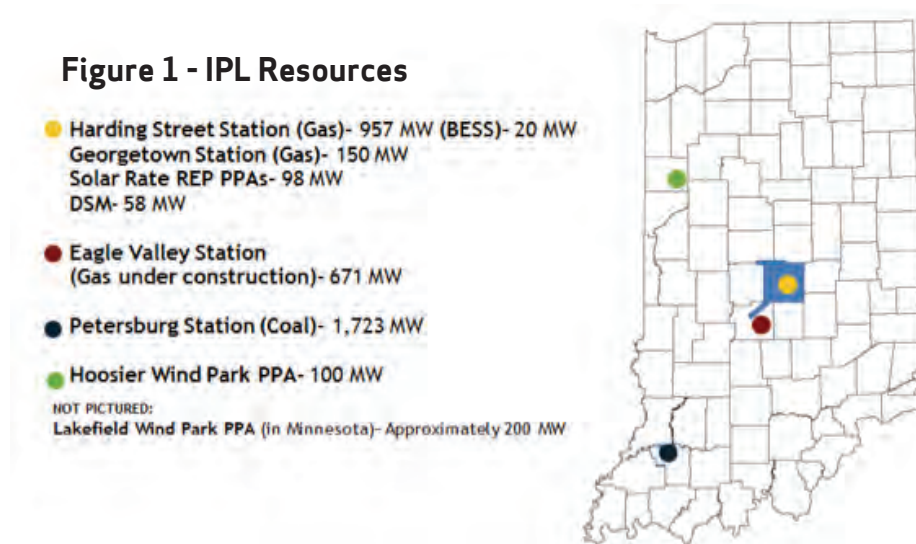 Figure 1 - IPL Resources
Harding Street Station (Gas)- 957 MW (BESS)- 20 MW
Georgetown Station (Gas)- 150 MW
Solar Rate REP PPAs- 98 MW
DSM- 58 MW
Eagle Valley Station
(Gas under construction)- 671 MW
Petersburg Station (Coal)- 1,723 MW
Hoosier Wind Park PPA- 100 MW
NOT PICTURED:
Lakefield Wind Park PPA (in Minnesota)- Approximately 200 MW